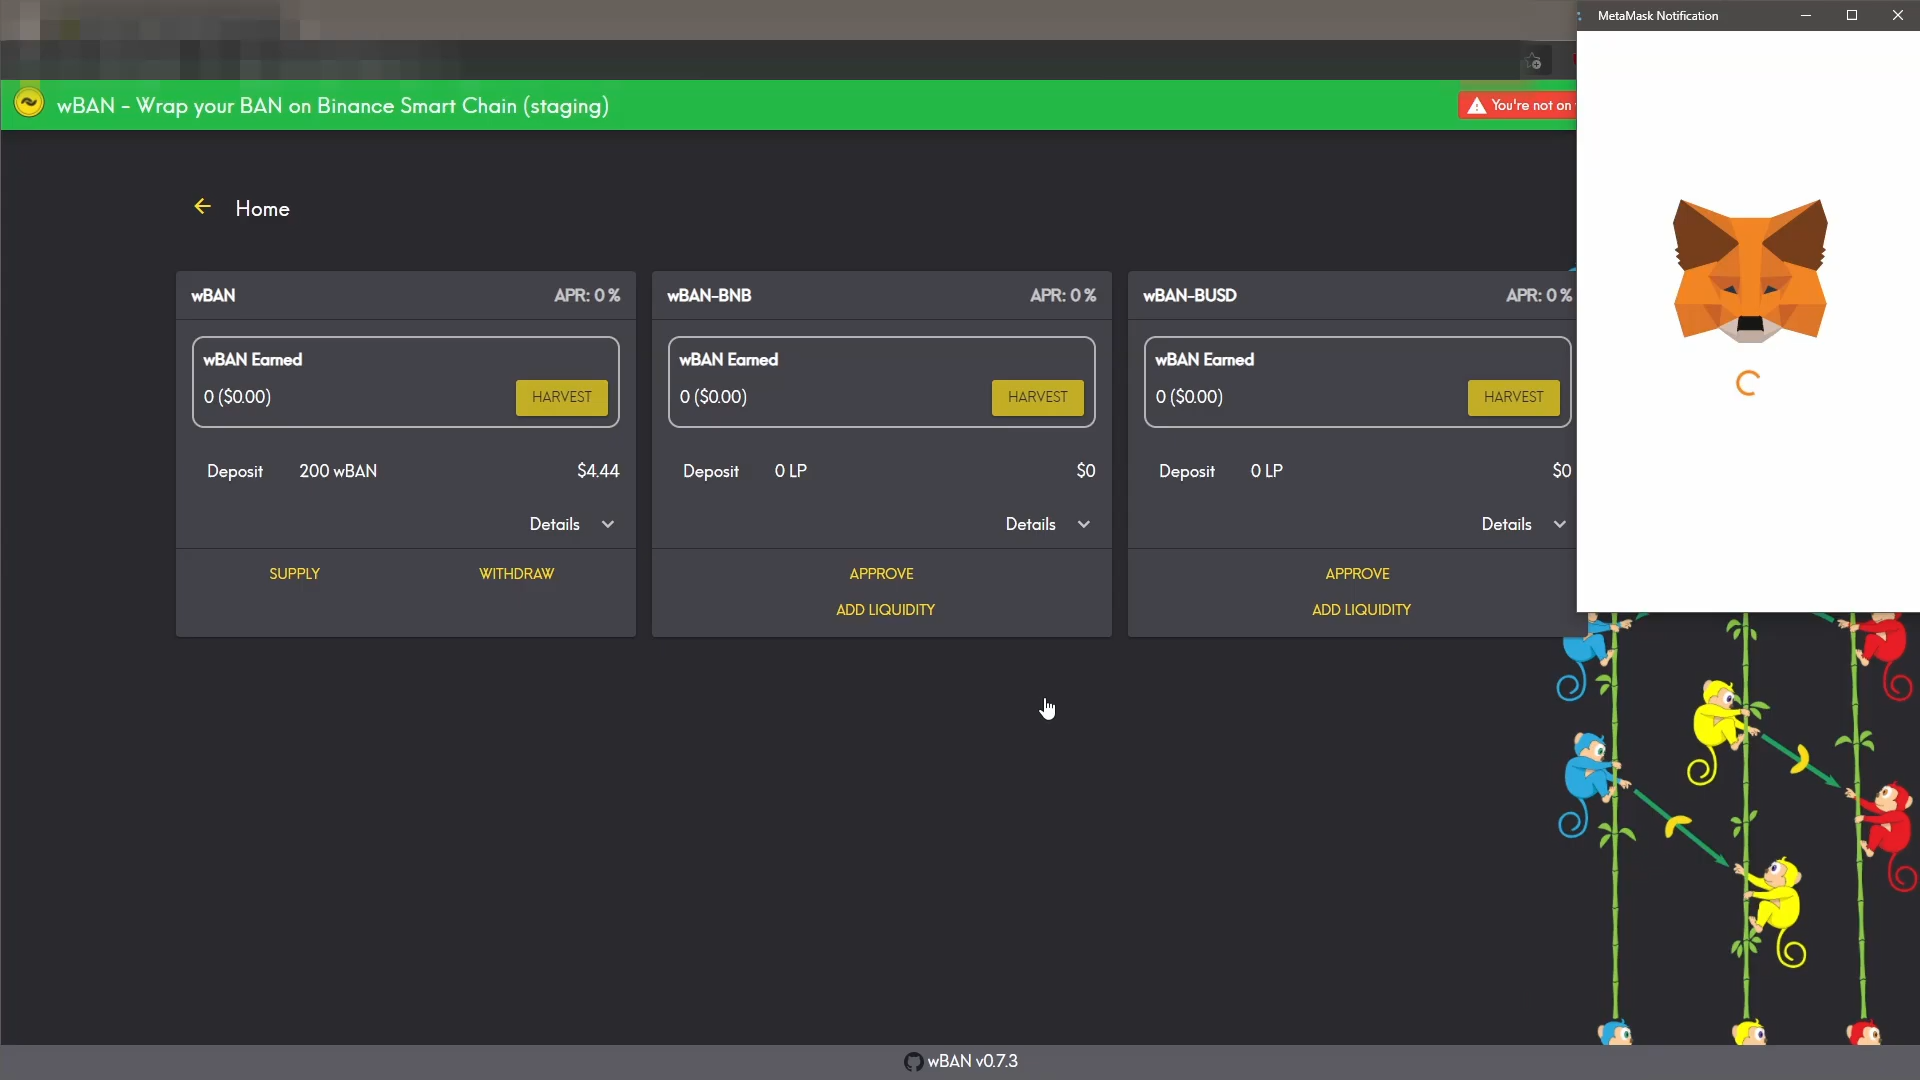 MetaMask Notification
wBAN - Wrap your BAN on Binance Smart Chain (staging)
You're not on
Home
wBAN APR: 0 %
wBAN Earned
0 ($0.00) HARVEST
Deposit 200 wBAN $4.44
Details
SUPPLY WITHDRAW
wBAN-BNB APR: 0 %
wBAN Earned
0 ($0.00) HARVEST
Deposit 0 LP $0
Details
APPROVE
ADD LIQUIDITY
wBAN-BUSD APR: 0 %
wBAN Earned
0 ($0.00) HARVEST
Deposit 0 LP $0
Details
APPROVE
ADD LIQUIDITY
wBAN v0.7.3